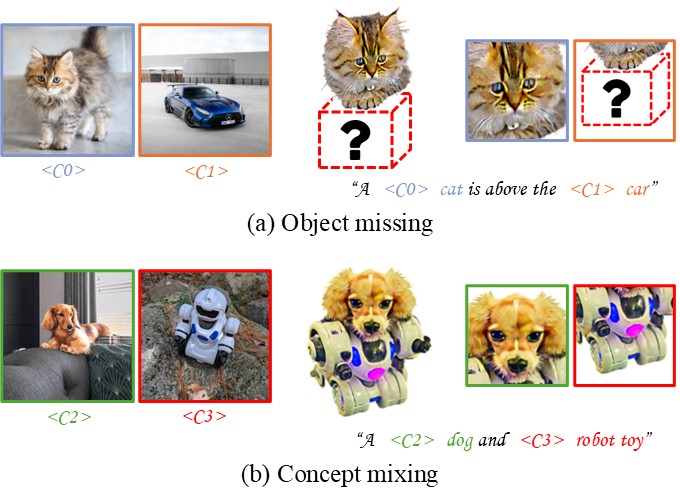 <C0> <C1>
?
?
“A <C0> cat is above the <C1> car”
(a) Object missing
<C2> <C3>
“A <C2> dog and <C3> robot toy”
(b) Concept mixing